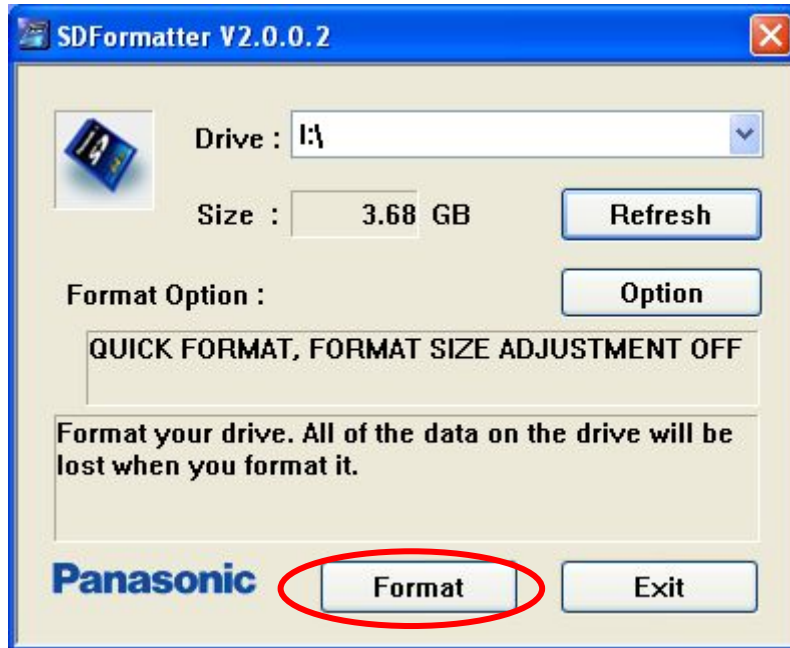 SDFormatter V2.0.0.2
Drive : I:\
Size : 3.68 GB Refresh
Format Option : Option
QUICK FORMAT, FORMAT SIZE ADJUSTMENT OFF
Format your drive. All of the data on the drive will be
lost when you format it.
Panasonic Format Exit